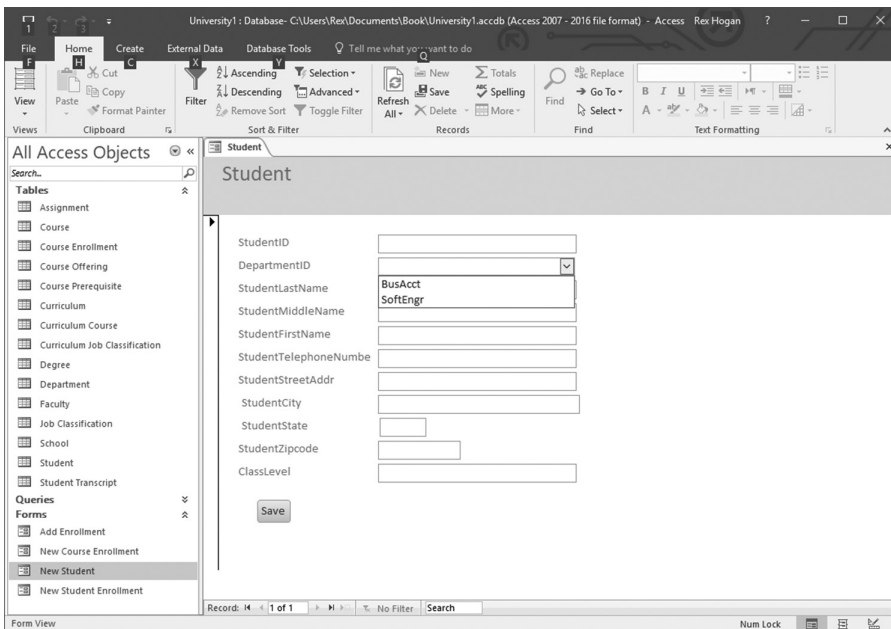 University1 : Database- C:\Users\Rex\Documents\Book\University1.accdb (Access 2007 - 2016 file format) - Access Rex Hogan ?
1 2 3
File Home Create External Data Database Tools Tell me what you want to do
F H C X Y Q
View
Views
Paste
Cut
Copy
Format Painter
Clipboard
Filter
Ascending
Descending
Remove Sort
Selection
Advanced
Toggle Filter
Sort & Filter
Refresh
All
New
Save
Delete
Totals
Spelling
More
Records
Find
Replace
Go To
Select
Find
B I U
A
Text Formatting
All Access Objects
Search...
Tables
Assignment
Course
Course Enrollment
Course Offering
Course Prerequisite
Curriculum
Curriculum Course
Curriculum Job Classification
Degree
Department
Faculty
Job Classification
School
Student
Student Transcript
Queries
Forms
Add Enrollment
New Course Enrollment
New Student
New Student Enrollment
Student
Student
StudentID
DepartmentID
BusAcct
SoftEngr
StudentLastName
StudentMiddleName
StudentFirstName
StudentTelephoneNumbe
StudentStreetAddr
StudentCity
StudentState
StudentZipcode
ClassLevel
Save
Record: 1 of 1 No Filter Search
Form View Num Lock